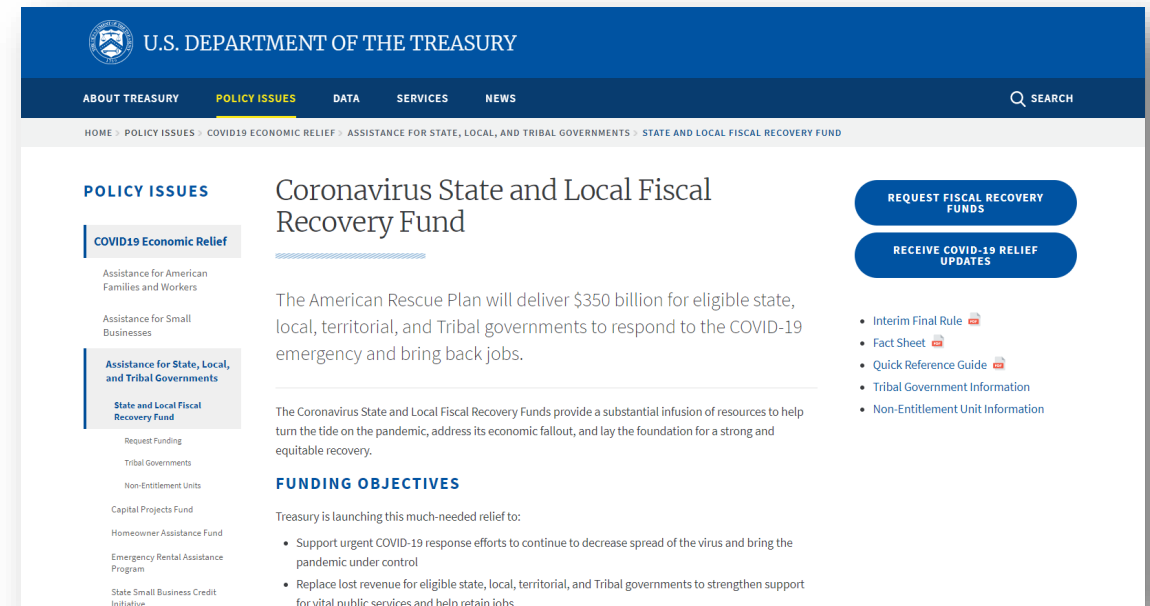 U.S. DEPARTMENT OF THE TREASURY
ABOUT TREASURY POLICY ISSUES DATA SERVICES NEWS SEARCH
HOME > POLICY ISSUES > COVID19 ECONOMIC RELIEF > ASSISTANCE FOR STATE, LOCAL, AND TRIBAL GOVERNMENTS > STATE AND LOCAL FISCAL RECOVERY FUND
POLICY ISSUES
COVID19 Economic Relief
Assistance for American
Families and Workers
Assistance for Small
Businesses
Assistance for State, Local,
and Tribal Governments
State and Local Fiscal
Recovery Fund
Request Funding
Tribal Governments
Non-Entitlement Units
Capital Projects Fund
Homeowner Assistance Fund
Emergency Rental Assistance
Program
State Small Business Credit
Initiative
Coronavirus State and Local Fiscal
Recovery Fund
The American Rescue Plan will deliver $350 billion for eligible state,
local, territorial, and Tribal governments to respond to the COVID-19
emergency and bring back jobs.
The Coronavirus State and Local Fiscal Recovery Funds provide a substantial infusion of resources to help
turn the tide on the pandemic, address its economic fallout, and lay the foundation for a strong and
equitable recovery.
FUNDING OBJECTIVES
Treasury is launching this much-needed relief to:
• Support urgent COVID-19 response efforts to continue to decrease spread of the virus and bring the
pandemic under control
• Replace lost revenue for eligible state, local, territorial, and Tribal governments to strengthen support
for vital public services and help retain jobs
REQUEST FISCAL RECOVERY
FUNDS
RECEIVE COVID-19 RELIEF
UPDATES
• Interim Final Rule
• Fact Sheet
• Quick Reference Guide
• Tribal Government Information
• Non-Entitlement Unit Information